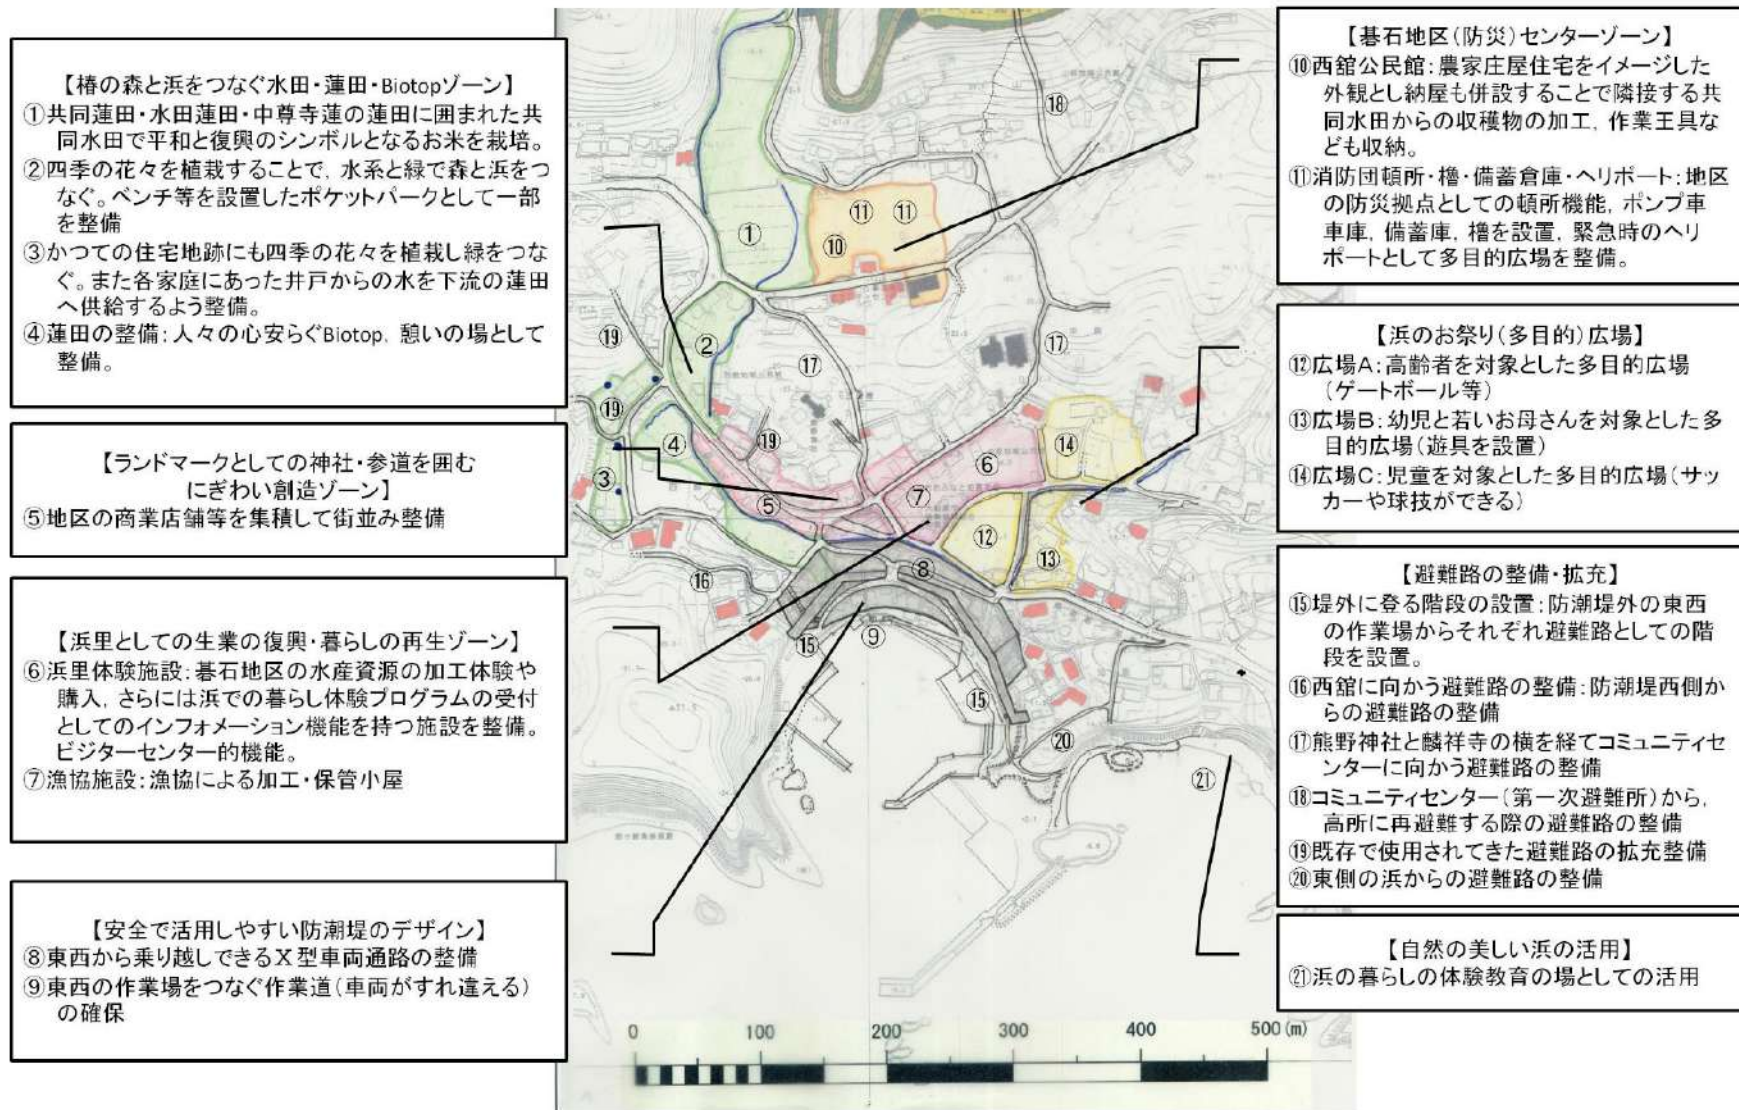 【椿の森と浜をつなぐ水田・蓮田・Biotopゾーン】
①共同蓮田・水田蓮田・中尊寺蓮の蓮田に囲まれた共
同水田で平和と復興のシンボルとなるお米を栽培。
②四季の花々を植栽することで, 水系と緑で森と浜をつ
なぐ。ベンチ等を設置したポケットパークとして一部
を整備
③かつての住宅地跡にも四季の花々を植栽し緑をつな
ぐ。また各家庭にあった井戸からの水を下流の蓮田
へ供給するよう整備。
④蓮田の整備:人々の心安らぐBiotop, 憩いの場として
整備。
【ランドマークとしての神社・参道を囲む
にぎわい創造ゾーン】
⑤地区の商業店舗等を集積して街並み整備
【浜里としての生業の復興・暮らしの再生ゾーン】
⑥浜里体験施設:碁石地区の水産資源の加工体験や
購入, さらには浜での暮らし体験プログラムの受付
としてのインフォメーション機能を持つ施設を整備。
ビジターセンター的機能。
⑦漁協施設:漁協による加工・保管小屋
【安全で活用しやすい防潮堤のデザイン】
⑧東西から乗り越しできるX型車両通路の整備
⑨東西の作業場をつなぐ作業道(車両がすれ違える)
の確保
⑱
⑪
⑪
⑩
①
⑲
②
⑰
⑰
⑲
④
⑲
⑭
③
⑥
⑦
⑤
⑫
⑬
⑧
⑯
⑮
⑨
⑮
⑳
㉑
0
100
200
300
400
500 (m)
【碁石地区(防災)センターゾーン】
⑩西舘公民館:農家庄屋住宅をイメージした
外観とし納屋も併設することで隣接する共
同水田からの収穫物の加工, 作業王具な
ども収納。
⑪消防団頓所・櫓・備蓄倉庫・ヘリポート:地区
の防災拠点としての頓所機能, ポンプ車
車庫, 備蓄庫, 櫓を設置, 緊急時のヘリ
ポートとして多目的広場を整備。
【浜のお祭り(多目的)広場】
⑫広場A:高齢者を対象とした多目的広場
(ゲートボール等)
⑬広場B:幼児と若いお母さんを対象とした多
目的広場(遊具を設置)
⑭広場C:児童を対象とした多目的広場(サッ
カーや球技ができる)
【避難路の整備・拡充】
⑮堤外に登る階段の設置:防潮堤外の東西
の作業場からそれぞれ避難路としての階
段を設置。
⑯西舘に向かう避難路の整備:防潮堤西側か
らの避難路の整備
⑰熊野神社と麟祥寺の横を経てコミュニティセ
ンターに向かう避難路の整備
⑱コミュニティセンター(第一次避難所)から,
高所に再避難する際の避難路の整備
⑲既存で使用されてきた避難路の拡充整備
⑳東側の浜からの避難路の整備
【自然の美しい浜の活用】
㉑浜の暮らしの体験教育の場としての活用